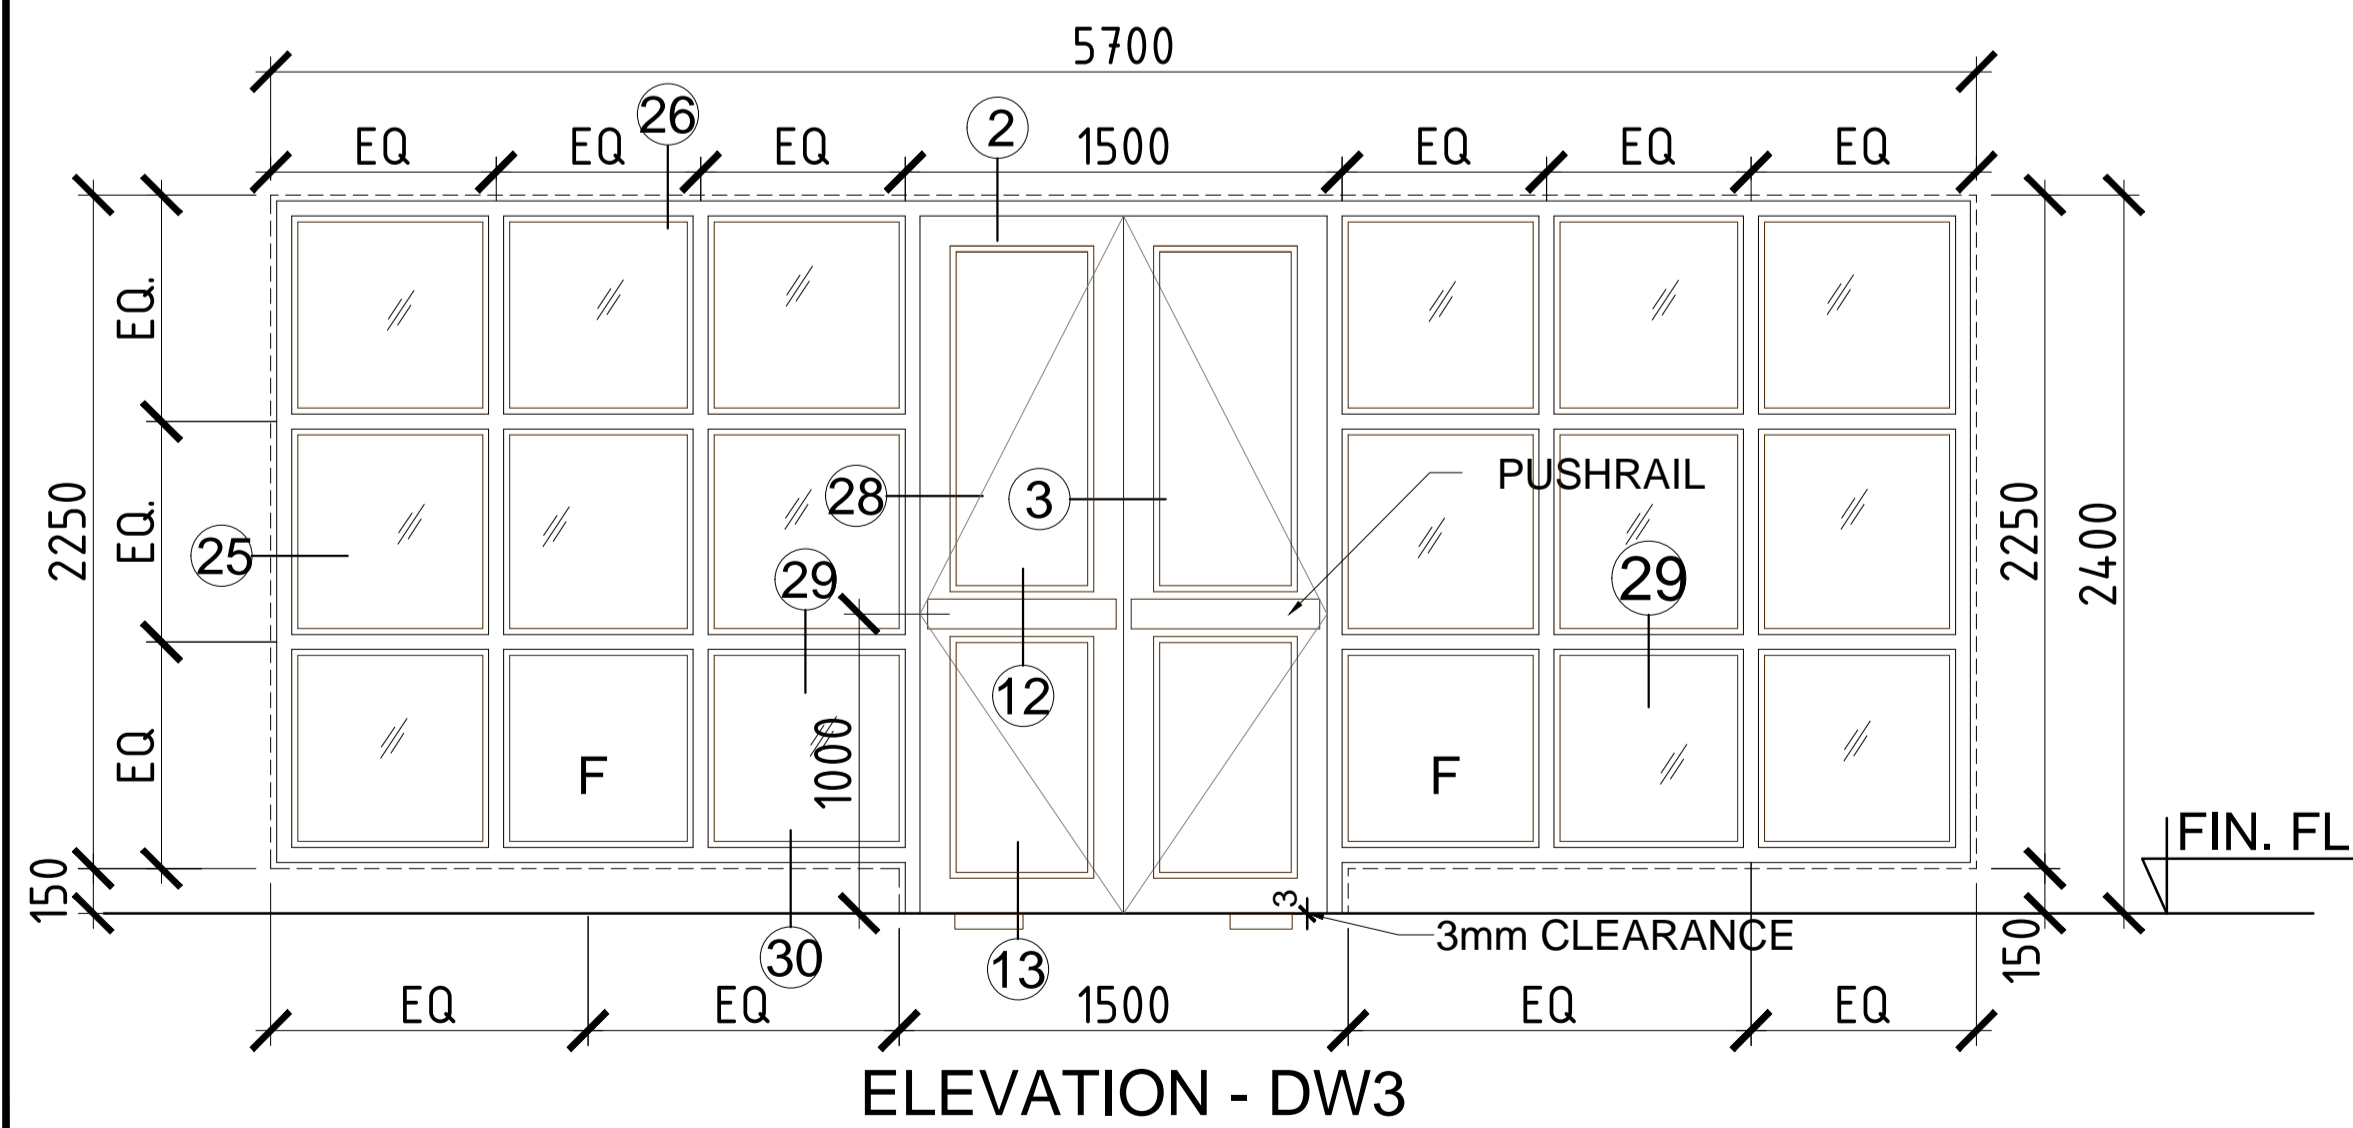 5700
EQ EQ 26 EQ 2 1500 EQ EQ EQ
EQ.
2250
EQ.
25
28
3
PUSHRAIL
29
29
2250
2400
12
EQ
F
1000
F
FIN. FL
150
3
3mm CLEARANCE
30
13
150
EQ EQ 1500 EQ EQ
ELEVATION - DW3